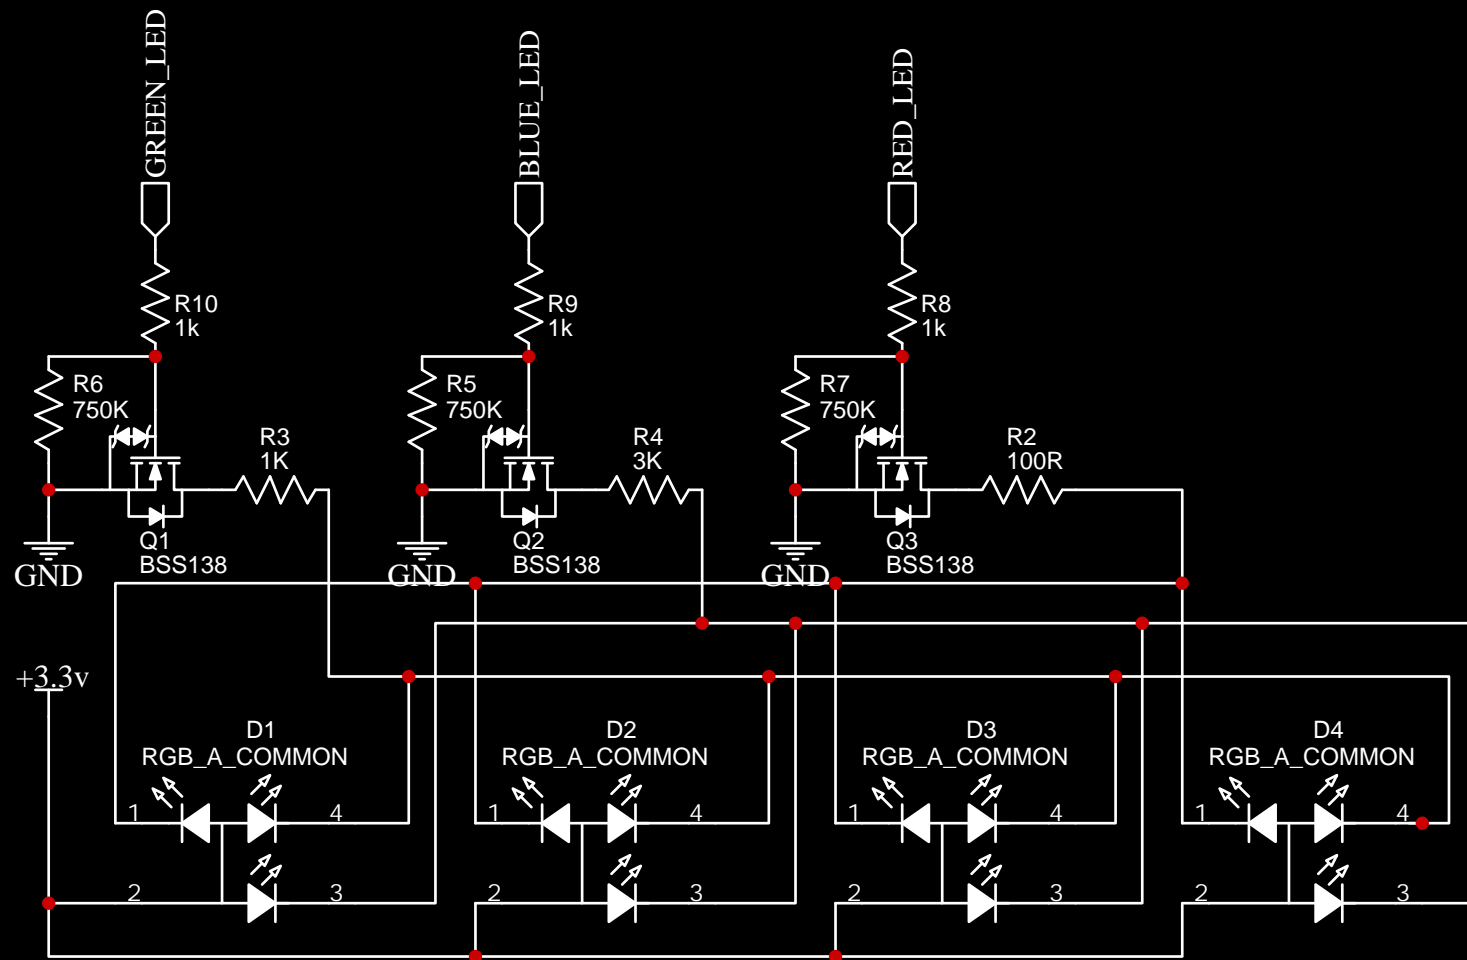 GREEN_LED
BLUE_LED
RED_LED
R10
1k
R9
1k
R8
1k
R6
750K
R5
750K
R7
750K
R3
1K
R4
3K
R2
100R
Q1
BSS138
Q2
BSS138
Q3
BSS138
GND
GND
GND
+3.3v
D1
RGB_A_COMMON
D2
RGB_A_COMMON
D3
RGB_A_COMMON
D4
RGB_A_COMMON
1 4
1 4
1 4
1 4
2 3
2 3
2 3
2 3